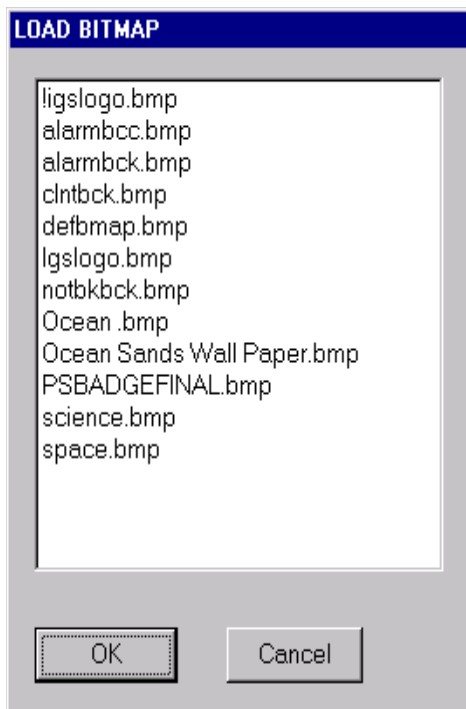 LOAD BITMAP
!igslogo.bmp
alarmbcc.bmp
alarmbck.bmp
clntbck.bmp
defbmap.bmp
Igslogo.bmp
notbkbck.bmp
Ocean .bmp
Ocean Sands Wall Paper.bmp
PSBADGEFINAL.bmp
science.bmp
space.bmp
OK Cancel